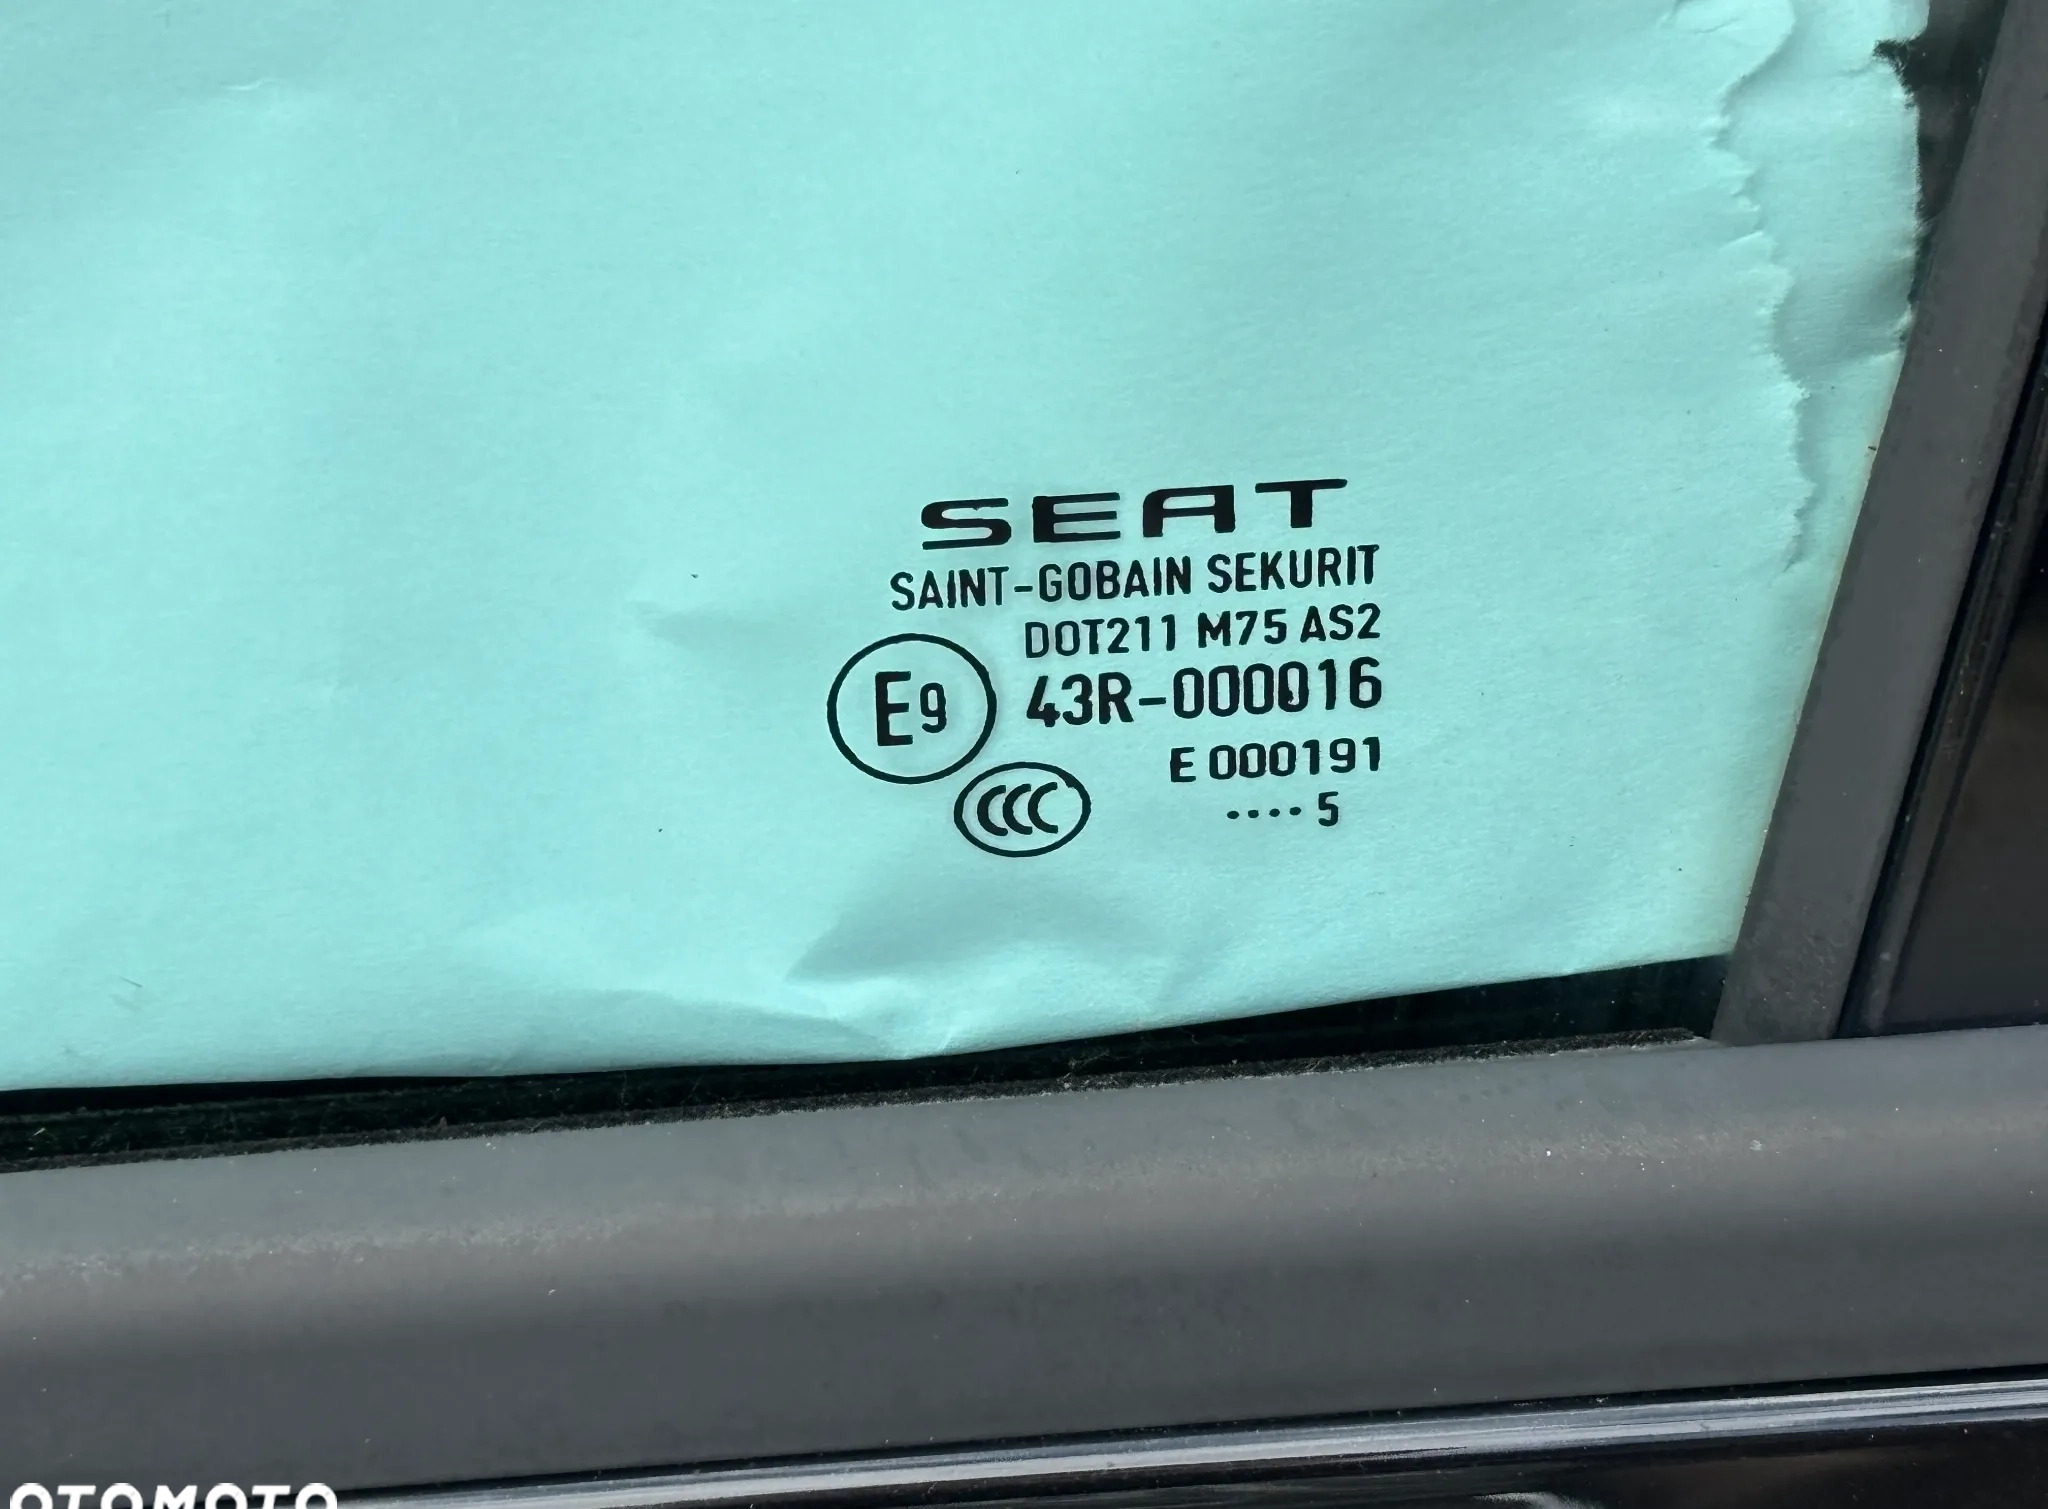 SEAT
SAINT-GOBAIN SEKURIT
DOT211 M75 AS2
E9 43R-000016
E 000191
CCC
···· 5
OTOMOTO